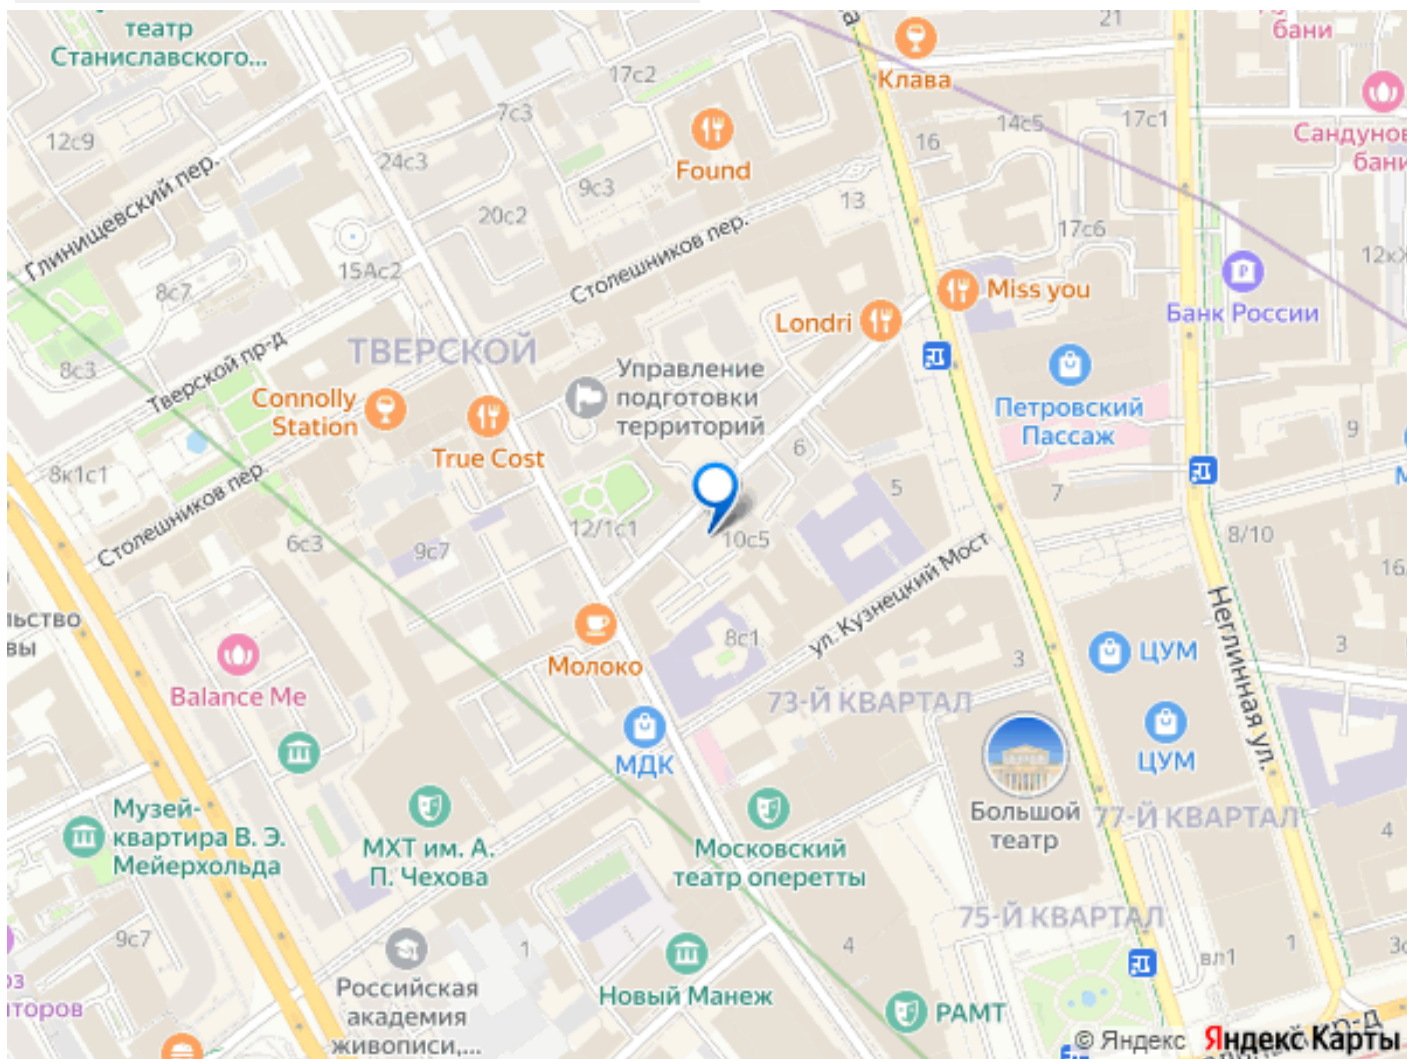 театр
Станиславского...
12с9
Глинищевский пер.
24с3
7с3
17с2
9с3
20с2
Found
Клава
21
бани
Сандунов
бани
17с1
14с5
16
13
17с6
12к
Столешников пер.
15Ас2
8с7
8с3
Тверской пр-д
ТВЕРСКОЙ
Londri
Miss you
Банк России
Управление
подготовки
территорий
Connolly
Station
True Cost
Петровский
Пассаж
9
6
5
7
8к1с1
Столешников пер.
6с3
9с7
12/1с1
10с5
8/10
16
ул. Кузнецкий Мост
Неглинная ул.
Balance Me
Молоко
8с1
3
3
ЦУМ
ЦУМ
73-Й КВАРТАЛ
МДК
Большой
театр
77-Й КВАРТАЛ
4
Музей-
квартира В. Э.
Мейерхольда
МХТ им. А.
П. Чехова
Московский
театр оперетты
75-Й КВАРТАЛ
9с7
1
4
вл1
1
Российская
академия
живописи,...
Новый Манеж
РАМТ
© Яндекс Яндекс Карты